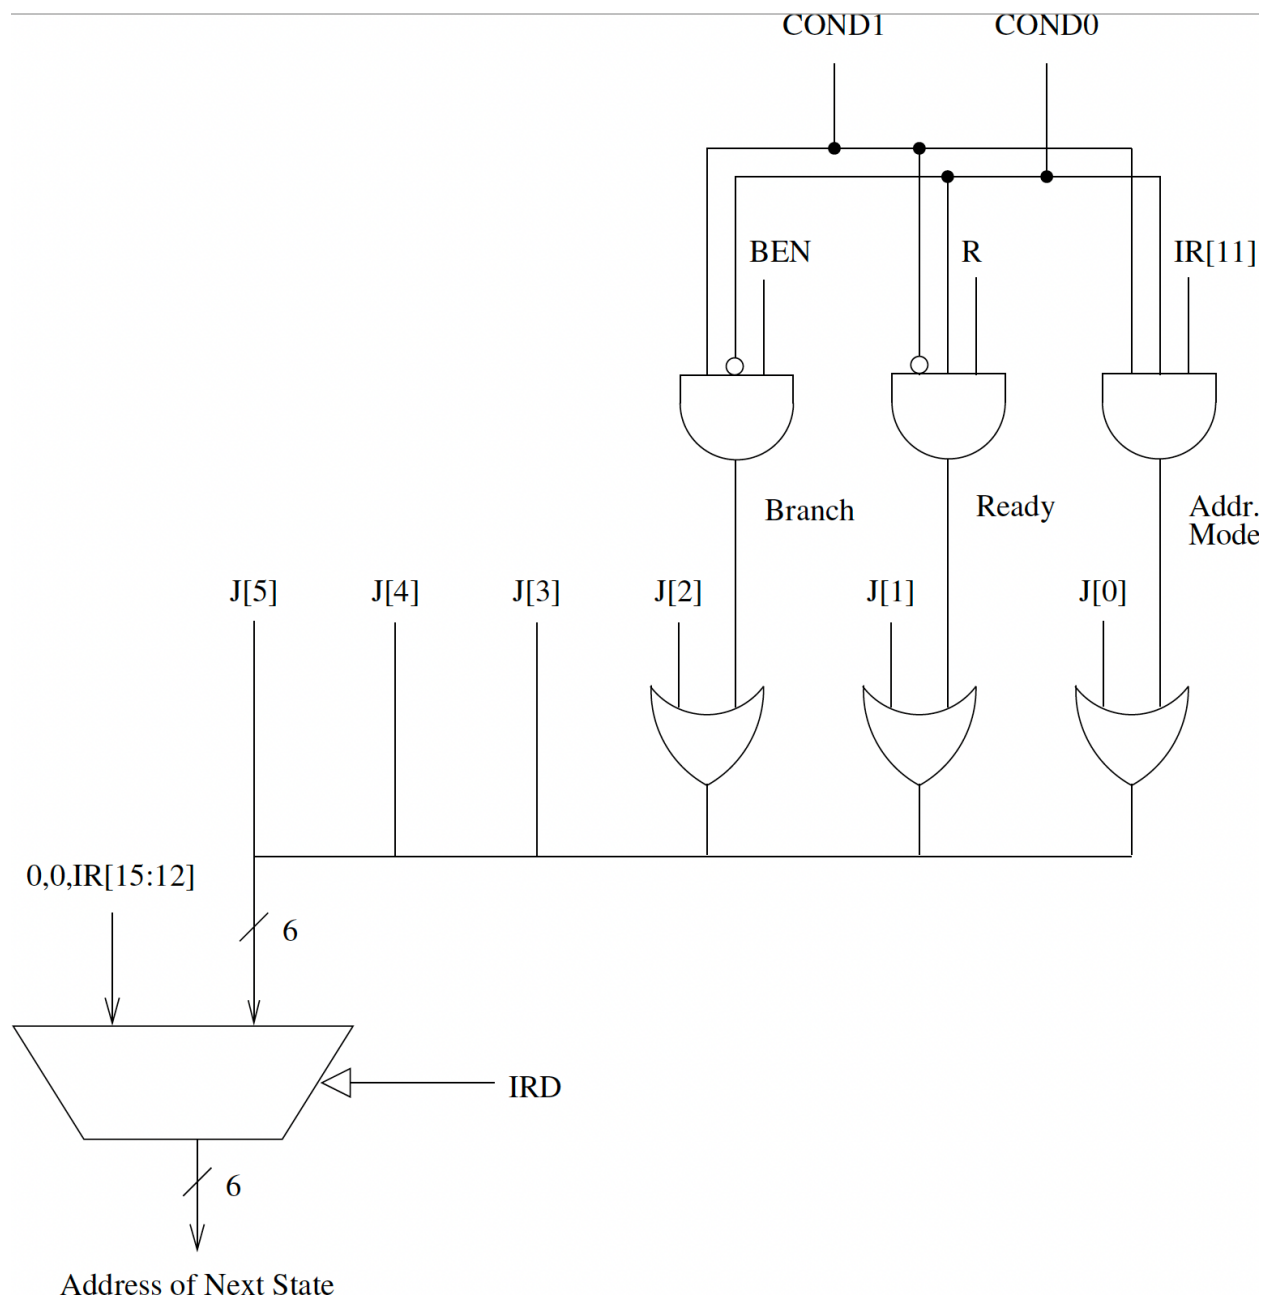 COND1
COND0
BEN
R
IR[11]
Branch
Ready
Addr.
Mode
J[5]
J[4]
J[3]
J[2]
J[1]
J[0]
0,0,IR[15:12]
6
IRD
6
Address of Next State